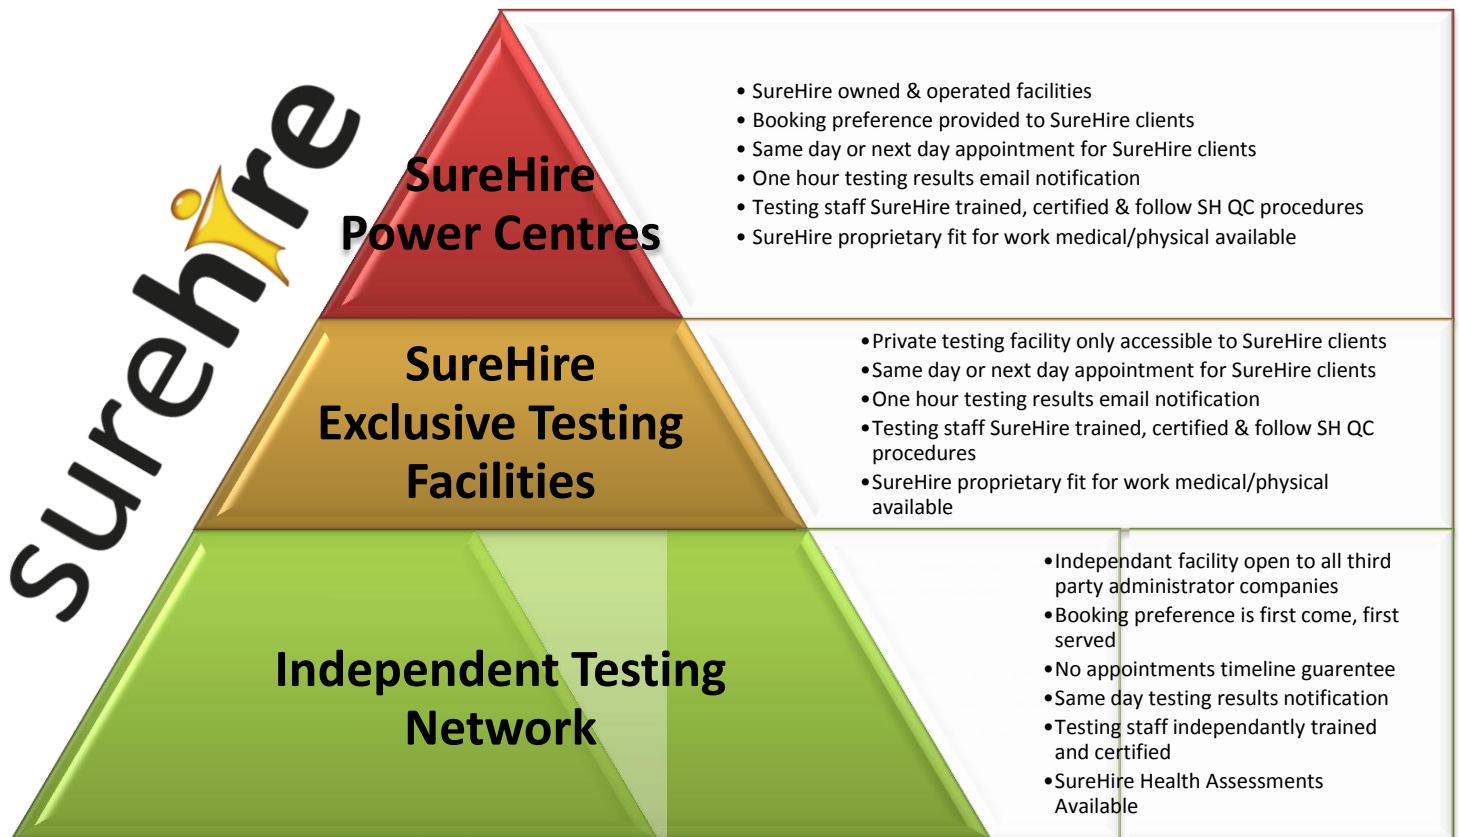 surehire
SureHire
Power Centres
• SureHire owned & operated facilities
• Booking preference provided to SureHire clients
• Same day or next day appointment for SureHire clients
• One hour testing results email notification
• Testing staff SureHire trained, certified & follow SH QC procedures
• SureHire proprietary fit for work medical/physical available
SureHire
Exclusive Testing
Facilities
•Private testing facility only accessible to SureHire clients
•Same day or next day appointment for SureHire clients
•One hour testing results email notification
•Testing staff SureHire trained, certified & follow SH QC
procedures
•SureHire proprietary fit for work medical/physical
available
Independent Testing
Network
•Independant facility open to all third
party administrator companies
•Booking preference is first come, first
served
•No appointments timeline guarentee
•Same day testing results notification
•Testing staff independantly trained
and certified
•SureHire Health Assessments
Available